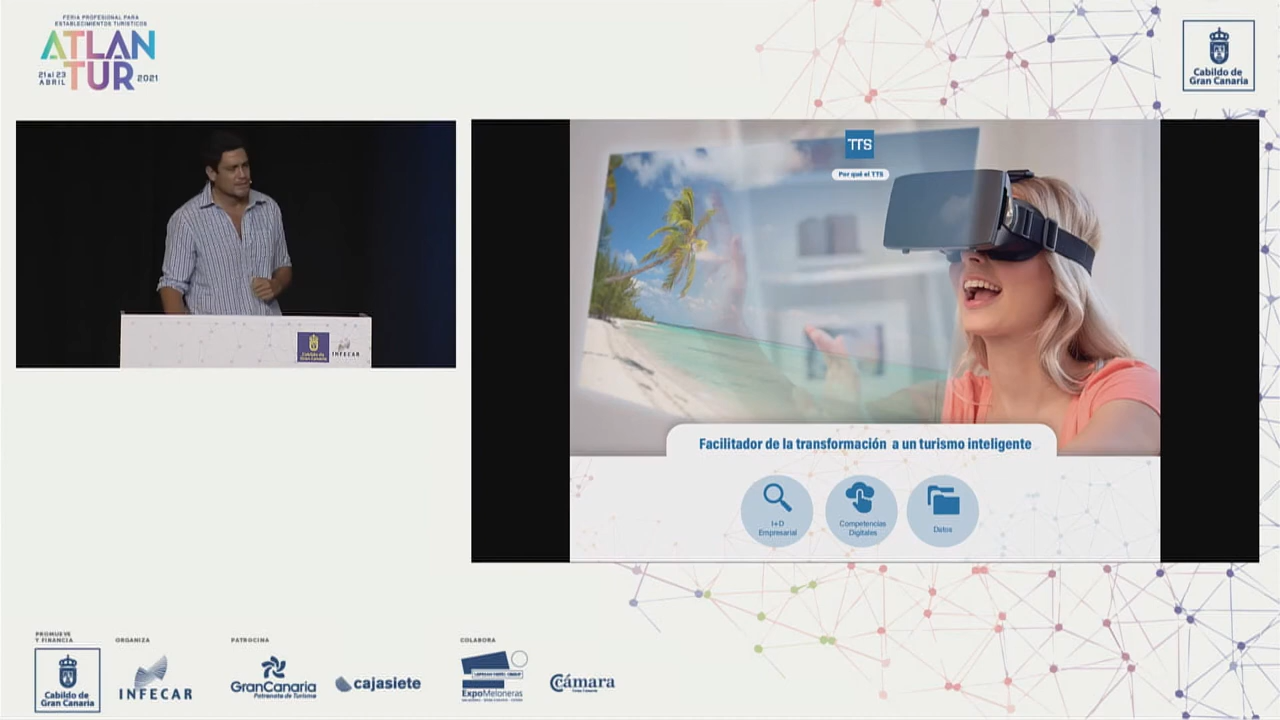 FERIA PROFESIONAL PARA
ESTABLECIMIENTOS TURÍSTICOS
ATLAN
TUR
21 al 23
ABRIL
2021
Cabildo de
Gran Canaria
TTS
Por qué el TTS
Cabildo de
Gran Canaria
INFECAR
Facilitador de la transformación a un turismo inteligente
I+D
Empresarial
Competencias
Digitales
Datos
PROMUEVE
Y FINANCIA
ORGANIZA
PATROCINA
COLABORA
Cabildo de
Gran Canaria
INFECAR
GranCanaria
Patronato de Turismo
cajasiete
ExpoMeloneras
Cámara
Gran Canaria